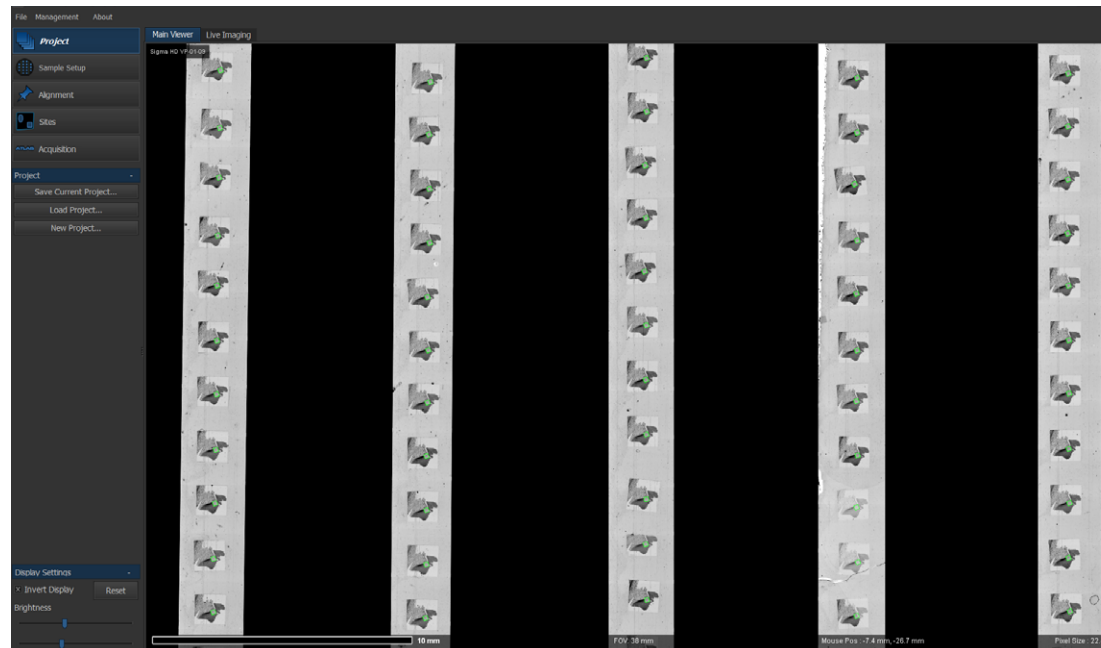 File Management About
Project
Sample Setup
Alignment
Sites
Acquisition
Project -
Save Current Project...
Load Project...
New Project...
Display Settings -
× Invert Display Reset
Brightness
Main Viewer Live Imaging
Sigma HD VP-01-09
10 mm
FOV: 38 mm
Mouse Pos : -7.4 mm, -26.7 mm
Pixel Size : 22.